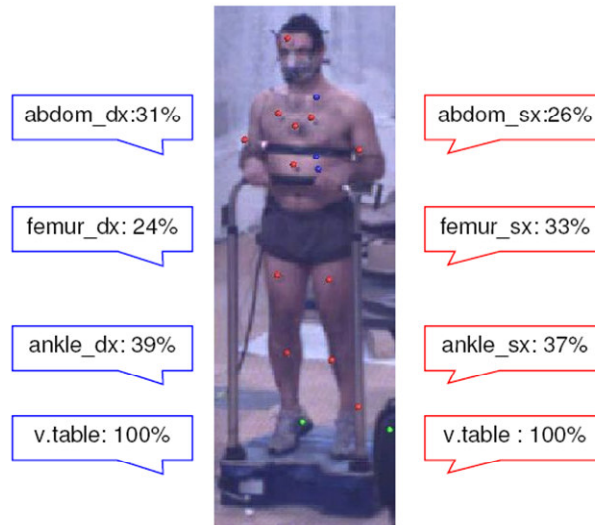 abdom_dx:31%
abdom_sx:26%
femur_dx: 24%
femur_sx: 33%
ankle_dx: 39%
ankle_sx: 37%
v.table: 100%
v.table : 100%